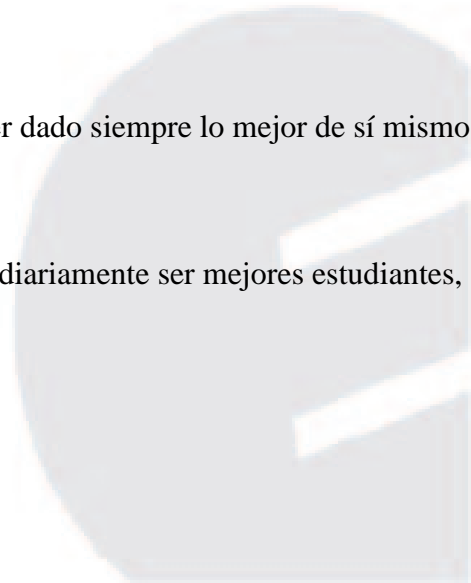 dado siempre lo mejor de sí mismo
diariamente ser mejores estudiantes,